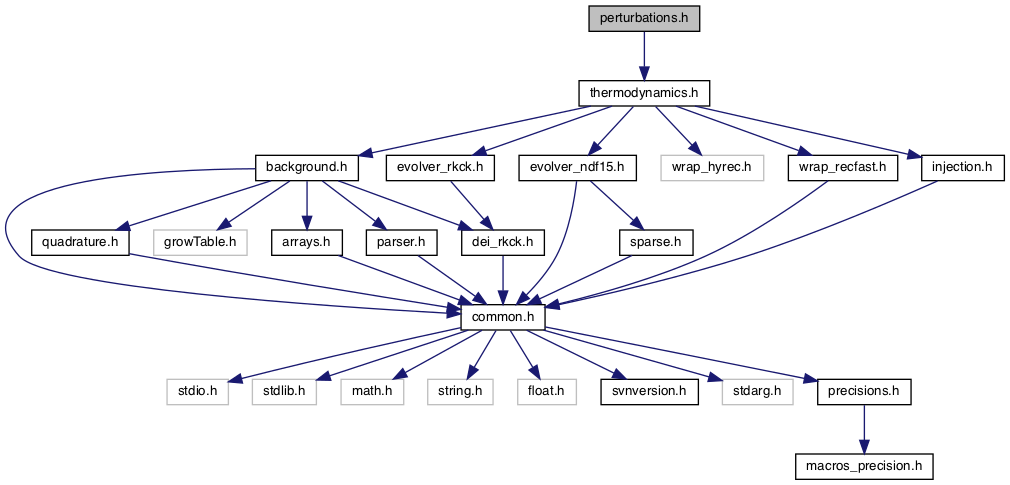 perturbations.h
thermodynamics.h
background.h
evolver_rkck.h
evolver_ndf15.h
wrap_hyrec.h
wrap_recfast.h
injection.h
quadrature.h
growTable.h
arrays.h
parser.h
dei_rkck.h
sparse.h
common.h
stdio.h
stdlib.h
math.h
string.h
float.h
svnversion.h
stdarg.h
precisions.h
macros_precision.h